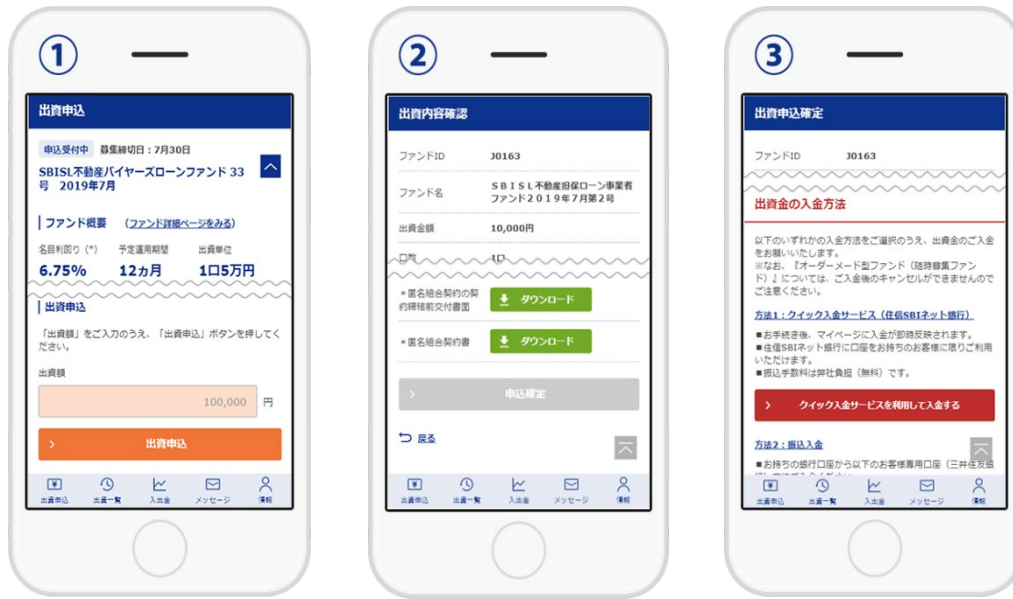 ①
出資申込
申込受付中 募集締切日：7月30日
SBISL不動産バイヤーズローンファンド 33
号 2019年7月
ファンド概要 （ファンド詳細ページをみる）
名目利回り（*） 予定運用期間 出資単位
6.75% 12ヵ月 1口5万円
出資申込
「出資額」をご入力のうえ、「出資申込」ボタンを押してく
ださい。
出資額
100,000 円
出資申込
出資申込 出資一覧 入出金 メッセージ 情報
②
出資内容確認
ファンドID J0163
ファンド名 ＳＢＩＳＬ不動産担保ローン事業者
ファンド２０１９年７月第２号
出資金額 10,000円
口数 1口
*匿名組合契約の契
約締結前交付書面
ダウンロード
*匿名組合契約書
ダウンロード
申込確定
戻る
出資申込 出資一覧 入出金 メッセージ 情報
③
出資申込確定
ファンドID J0163
出資金の入金方法
以下のいずれかの入金方法をご選択のうえ、出資金のご入金
をお願いいたします。
※なお、『オーダーメード型ファンド（随時募集ファン
ド）』については、ご入金後のキャンセルができませんので
ご注意ください。
方法1：クイック入金サービス（住信SBIネット銀行）
■お手続き後、マイページに入金が即時反映されます。
■住信SBIネット銀行に口座をお持ちのお客様に限りご利用
いただけます。
■振込手数料は弊社負担（無料）です。
クイック入金サービスを利用して入金する
方法2：振込入金
■お持ちの銀行口座から以下のお客様専用口座（三井住友銀
出資申込 出資一覧 入出金 メッセージ 情報